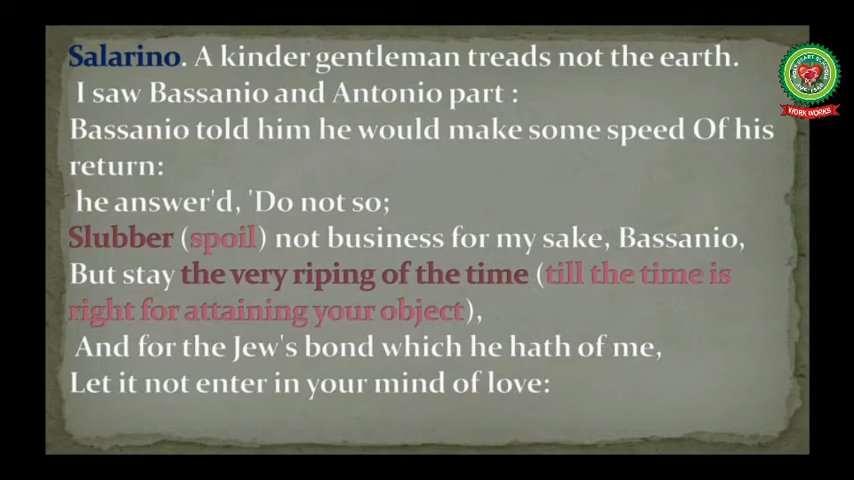 Salarino. A kinder gentleman treads not the earth.
I saw Bassanio and Antonio part :
Bassanio told him he would make some speed Of his
return:
he answer'd, 'Do not so;
Slubber (spoil) not business for my sake, Bassanio,
But stay the very riping of the time (till the time is
right for attaining your object),
And for the Jew's bond which he hath of me,
Let it not enter in your mind of love:
WORK WORKS